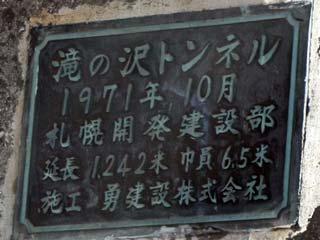 滝の沢トンネル
1971年10月
札幌開発建設部
延長 1.242米 巾員 6.5米
施工 勇建設株式会社